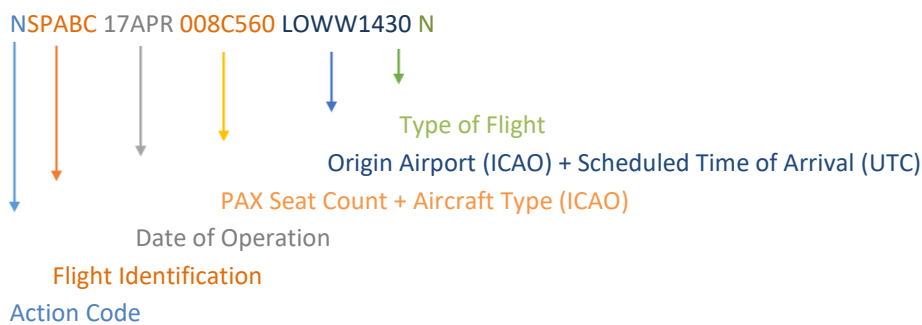 NSPABC 17APR 008C560 LOWW1430 N
Type of Flight
Origin Airport (ICAO) + Scheduled Time of Arrival (UTC)
PAX Seat Count + Aircraft Type (ICAO)
Date of Operation
Flight Identification
Action Code